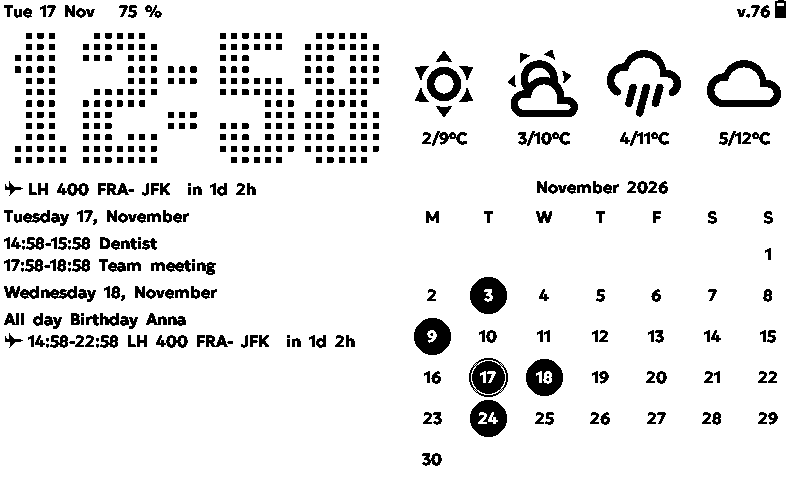 Tue 17 Nov 75 %
v.76
12:58
2/9°C 3/10°C 4/11°C 5/12°C
LH 400 FRA- JFK in 1d 2h
Tuesday 17, November
14:58-15:58 Dentist
17:58-18:58 Team meeting
Wednesday 18, November
All day Birthday Anna
14:58-22:58 LH 400 FRA- JFK in 1d 2h
November 2026
M T W T F S S
1
2 3 4 5 6 7 8
9 10 11 12 13 14 15
16 17 18 19 20 21 22
23 24 25 26 27 28 29
30